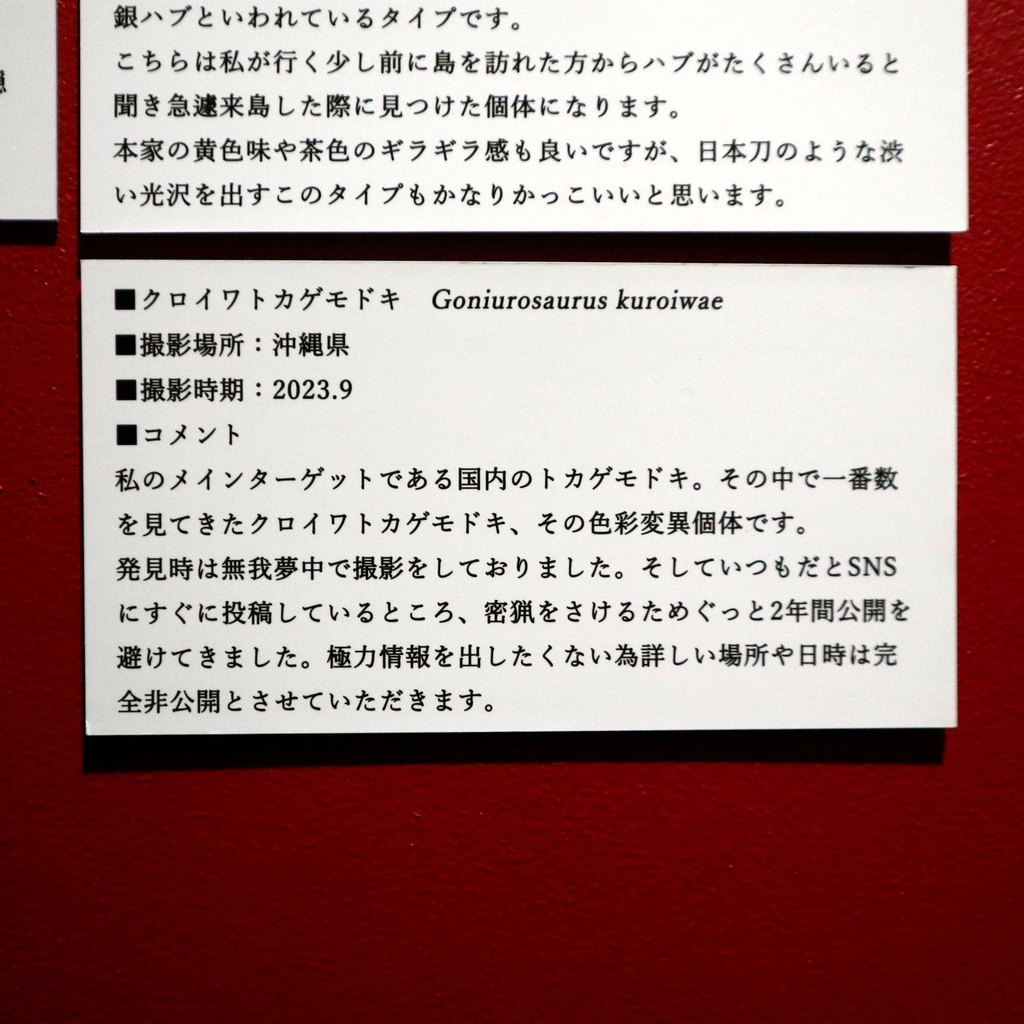 銀ハブといわれているタイプです。
こちらは私が行く少し前に島を訪れた方からハブがたくさんいると
聞き急遽来島した際に見つけた個体になります。
本家の黄色味や茶色のギラギラ感も良いですが、日本刀のような渋
い光沢を出すこのタイプもかなりかっこいいと思います。
■クロイワトカゲモドキ　Goniurosaurus kuroiwae
■撮影場所：沖縄県
■撮影時期：2023.9
■コメント
私のメインターゲットである国内のトカゲモドキ。その中で一番数
を見てきたクロイワトカゲモドキ、その色彩変異個体です。
発見時は無我夢中で撮影をしておりました。そしていつもだとSNS
にすぐに投稿しているところ、密猟をさけるためぐっと2年間公開を
避けてきました。極力情報を出したくない為詳しい場所や日時は完
全非公開とさせていただきます。